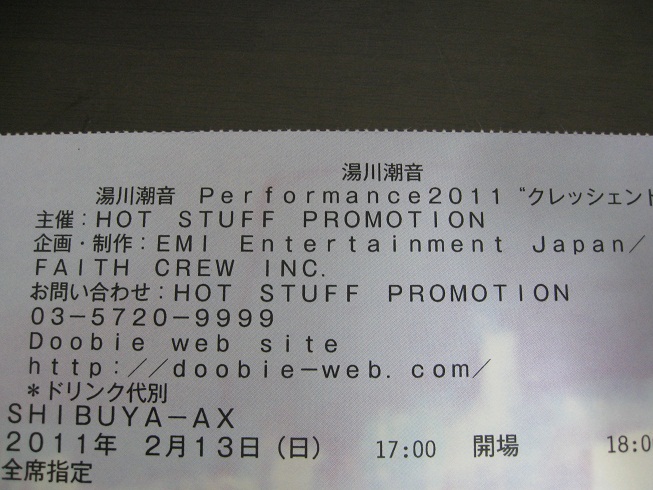 湯川潮音
湯川潮音 Performance2011 “クレッシェント
主催：HOT STUFF PROMOTION
企画・制作：EMI Entertainment Japan/
FAITH CREW INC.
お問い合わせ：HOT STUFF PROMOTION
03-5720-9999
Doobie web site
http://doobie-web.com/
＊ドリンク代別
SHIBUYA-AX
2011年 2月13日（日） 17:00 開場 18:0
全席指定